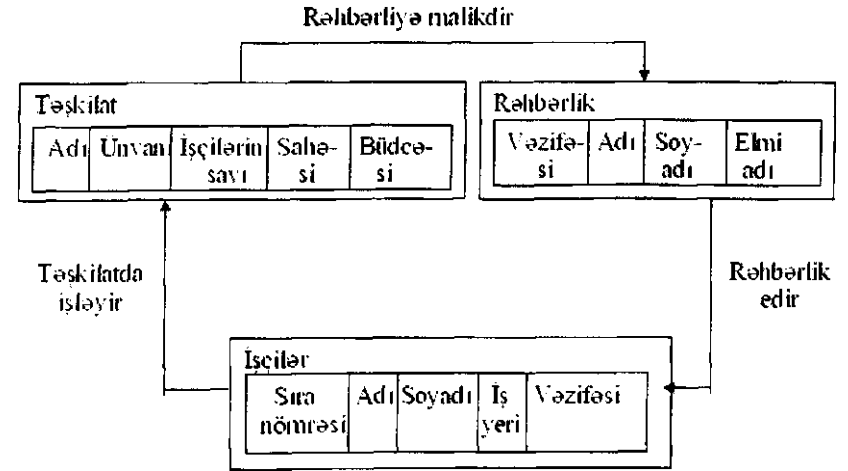 Rəhbərliyə malikdir
Təşkilat
Adı Ünvan İşçilərin sayı Sahə-si Büdcə-si
Rəhbərlik
Vəzifə-si Adı Soy-adı Elmi adı
Təşkilatda
işləyir
Rəhbərlik
edir
İşçilər
Sıra nömrəsi Adı Soyadı İş yeri Vəzifəsi